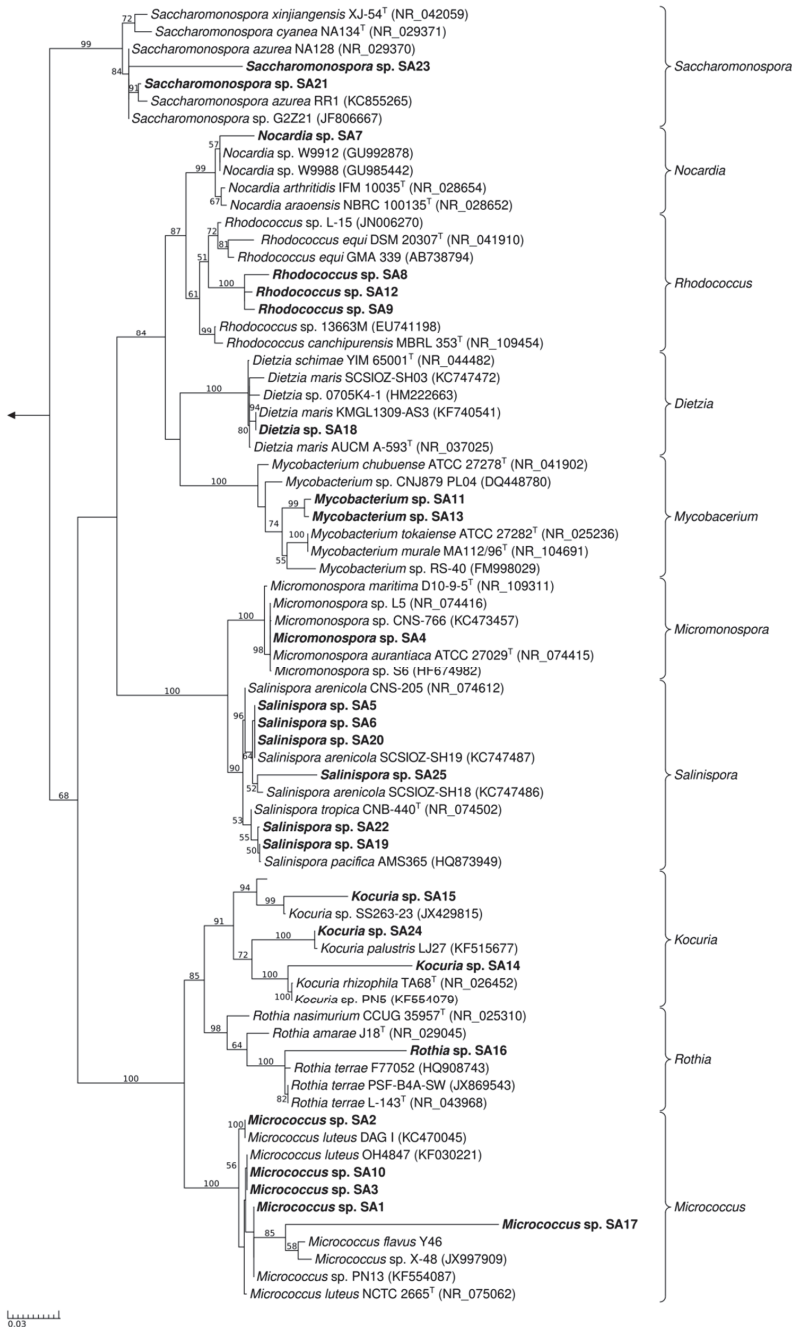 72 Saccharomonospora xinjiangensis XJ-54T (NR_042059)
Saccharomonospora cyanea NA134T (NR_029371)
99 Saccharomonospora azurea NA128 (NR_029370)
84 Saccharomonospora sp. SA23 Saccharomonospora
91 Saccharomonospora sp. SA21
Saccharomonospora azurea RR1 (KC855265)
Saccharomonospora sp. G2Z21 (JF806667)
Nocardia sp. SA7
57 Nocardia sp. W9912 (GU992878)
99 Nocardia sp. W9988 (GU985442) Nocardia
Nocardia arthritidis IFM 10035T (NR_028654)
67 Nocardia araoensis NBRC 100135T (NR_028652)
Rhodococcus sp. L-15 (JN006270)
87 72 Rhodococcus equi DSM 20307T (NR_041910)
81 Rhodococcus equi GMA 339 (AB738794)
51 Rhodococcus sp. SA8
100 Rhodococcus sp. SA12 Rhodococcus
61 Rhodococcus sp. SA9
99 Rhodococcus sp. 13663M (EU741198)
84 Rhodococcus canchipurensis MBRL 353T (NR_109454)
Dietzia schimae YIM 65001T (NR_044482)
Dietzia maris SCSIOZ-SH03 (KC747472)
100 Dietzia sp. 0705K4-1 (HM222663) Dietzia
94 Dietzia maris KMGL1309-AS3 (KF740541)
80 Dietzia sp. SA18
Dietzia maris AUCM A-593T (NR_037025)
Mycobacterium chubuense ATCC 27278T (NR_041902)
100 Mycobacterium sp. CNJ879 PL04 (DQ448780)
99 Mycobacterium sp. SA11
74 Mycobacterium sp. SA13 Mycobacerium
100 Mycobacterium tokaiense ATCC 27282T (NR_025236)
Mycobacterium murale MA112/96T (NR_104691)
55 Mycobacterium sp. RS-40 (FM998029)
Micromonospora maritima D10-9-5T (NR_109311)
Micromonospora sp. L5 (NR_074416)
100 Micromonospora sp. CNS-766 (KC473457) Micromonospora
Micromonospora sp. SA4
98 Micromonospora aurantiaca ATCC 27029T (NR_074415)
Micromonospora sp. S6 (HF674982)
100 Salinispora arenicola CNS-205 (NR_074612)
Salinispora sp. SA5
96 Salinispora sp. SA6
Salinispora sp. SA20
64 Salinispora arenicola SCSIOZ-SH19 (KC747487)
90 Salinispora sp. SA25 Salinispora
52 Salinispora arenicola SCSIOZ-SH18 (KC747486)
68 Salinispora tropica CNB-440T (NR_074502)
53 Salinispora sp. SA22
55 Salinispora sp. SA19
50 Salinispora pacifica AMS365 (HQ873949)
94 Kocuria sp. SA15
99 Kocuria sp. SS263-23 (JX429815)
91 Kocuria sp. SA24
100 Kocuria palustris LJ27 (KF515677) Kocuria
72 Kocuria sp. SA14
85 100 Kocuria rhizophila TA68T (NR_026452)
100 Kocuria sp. PN5 (KF554079)
Rothia nasimurium CCUG 35957T (NR_025310)
98 Rothia amarae J18T (NR_029045)
64 Rothia sp. SA16
100 Rothia terrae F77052 (HQ908743) Rothia
Rothia terrae PSF-B4A-SW (JX869543)
100 82 Rothia terrae L-143T (NR_043968)
Micrococcus sp. SA2
100 Micrococcus luteus DAG I (KC470045)
Micrococcus luteus OH4847 (KF030221)
56 Micrococcus sp. SA10
100 Micrococcus sp. SA3
Micrococcus sp. SA1 Micrococcus
85 Micrococcus sp. SA17
58 Micrococcus flavus Y46
Micrococcus sp. X-48 (JX997909)
Micrococcus sp. PN13 (KF554087)
Micrococcus luteus NCTC 2665T (NR_075062)
0.03